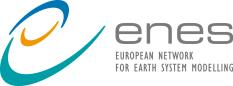 enes
EUROPEAN NETWORK
FOR EARTH SYSTEM MODELLING